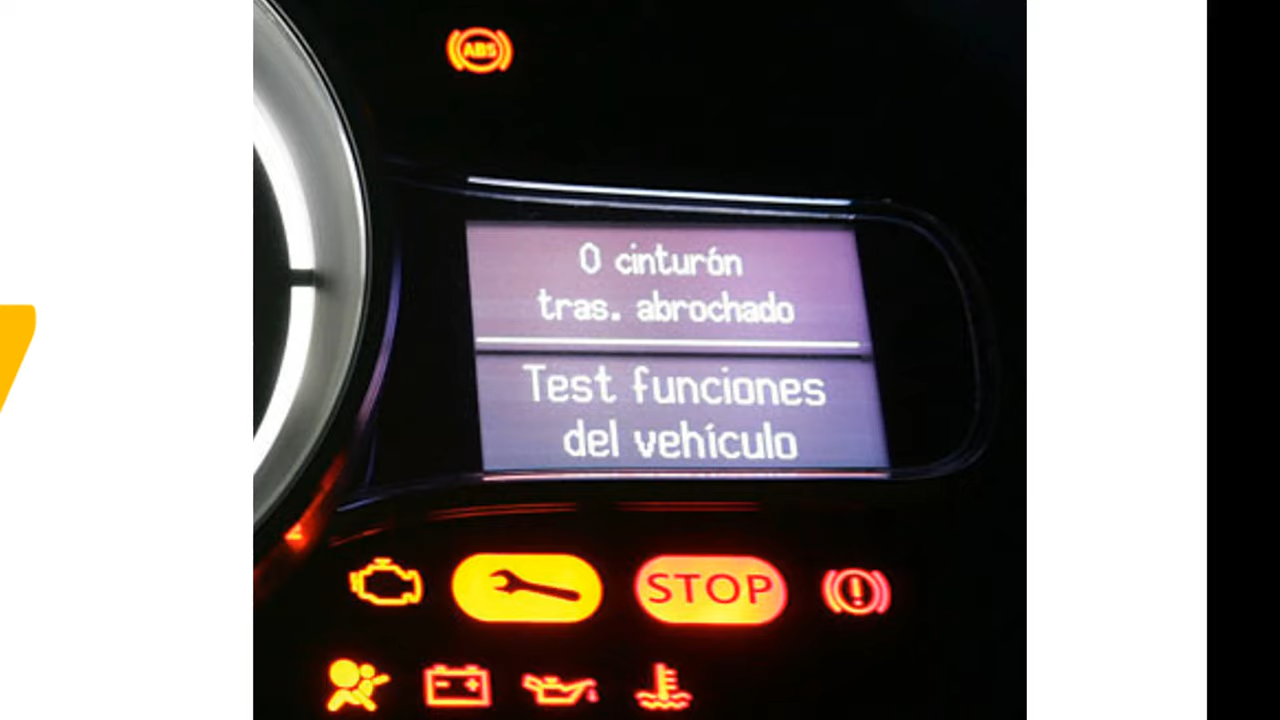 ABS
0 cinturón
tras. abrochado
Test funciones
del vehículo
STOP